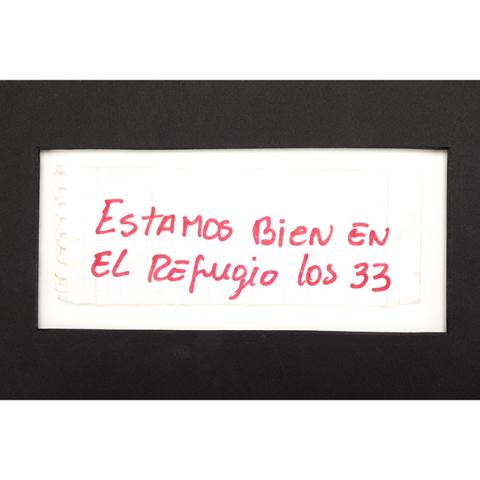 ESTAMOS BiEN EN
EL REfugio los 33